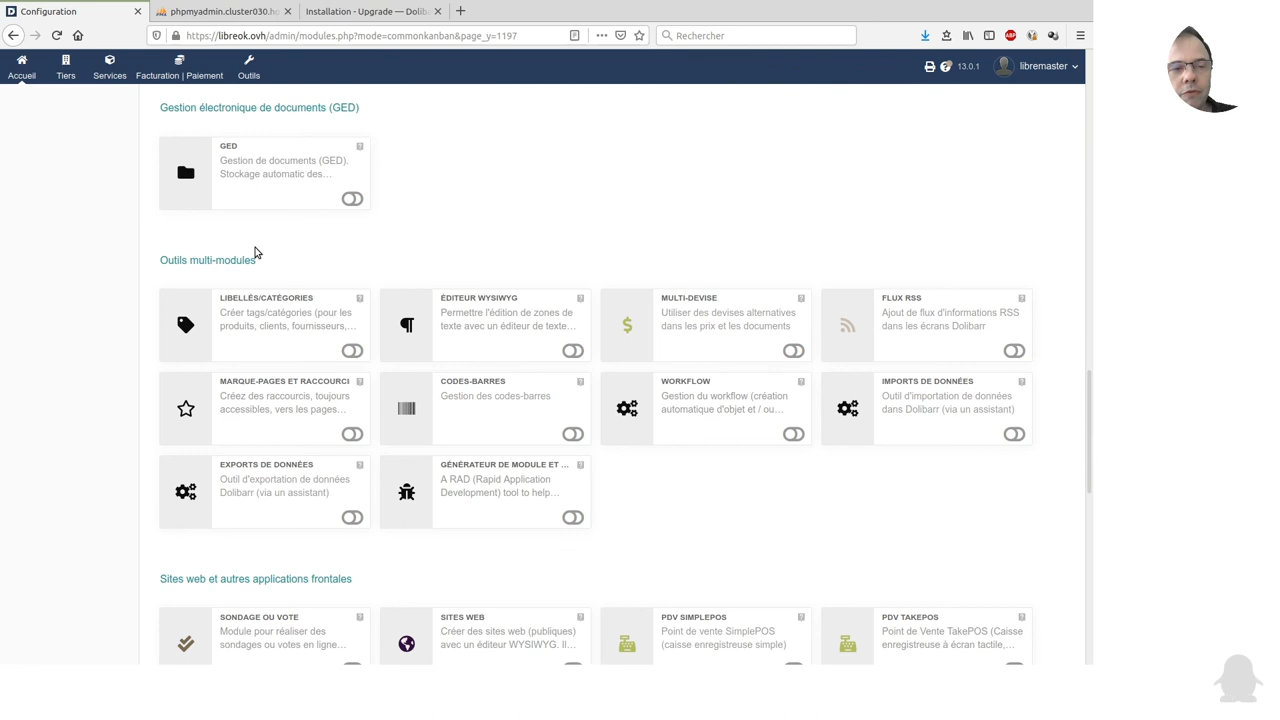 Configuration
phpmyadmin.cluster030.ho
Installation - Upgrade — Doliba
https://libreok.ovh/admin/modules.php?mode=commonkanban&page_y=1197
Rechercher
ABP
Accueil
Tiers
Services
Facturation | Paiement
Outils
13.0.1
libremaster
Gestion électronique de documents (GED)
GED
Gestion de documents (GED).
Stockage automatic des…
Outils multi-modules
LIBELLÉS/CATÉGORIES
Créer tags/catégories (pour les
produits, clients, fournisseurs,…
ÉDITEUR WYSIWYG
Permettre l'édition de zones de
texte avec un éditeur de texte…
MULTI-DEVISE
Utiliser des devises alternatives
dans les prix et les documents
FLUX RSS
Ajout de flux d'informations RSS
dans les écrans Dolibarr
MARQUE-PAGES ET RACCOURCI
Créez des raccourcis, toujours
accessibles, vers les pages…
CODES-BARRES
Gestion des codes-barres
WORKFLOW
Gestion du workflow (création
automatique d'objet et / ou…
IMPORTS DE DONNÉES
Outil d'importation de données
dans Dolibarr (via un assistant)
EXPORTS DE DONNÉES
Outil d'exportation de données
Dolibarr (via un assistant)
GÉNÉRATEUR DE MODULE ET …
A RAD (Rapid Application
Development) tool to help…
Sites web et autres applications frontales
SONDAGE OU VOTE
Module pour réaliser des
sondages ou votes en ligne…
SITES WEB
Créer des sites web (publiques)
avec un éditeur WYSIWYG. Il…
PDV SIMPLEPOS
Point de vente SimplePOS
(caisse enregistreuse simple)
PDV TAKEPOS
Point de Vente TakePOS (Caisse
enregistreuse à écran tactile,…